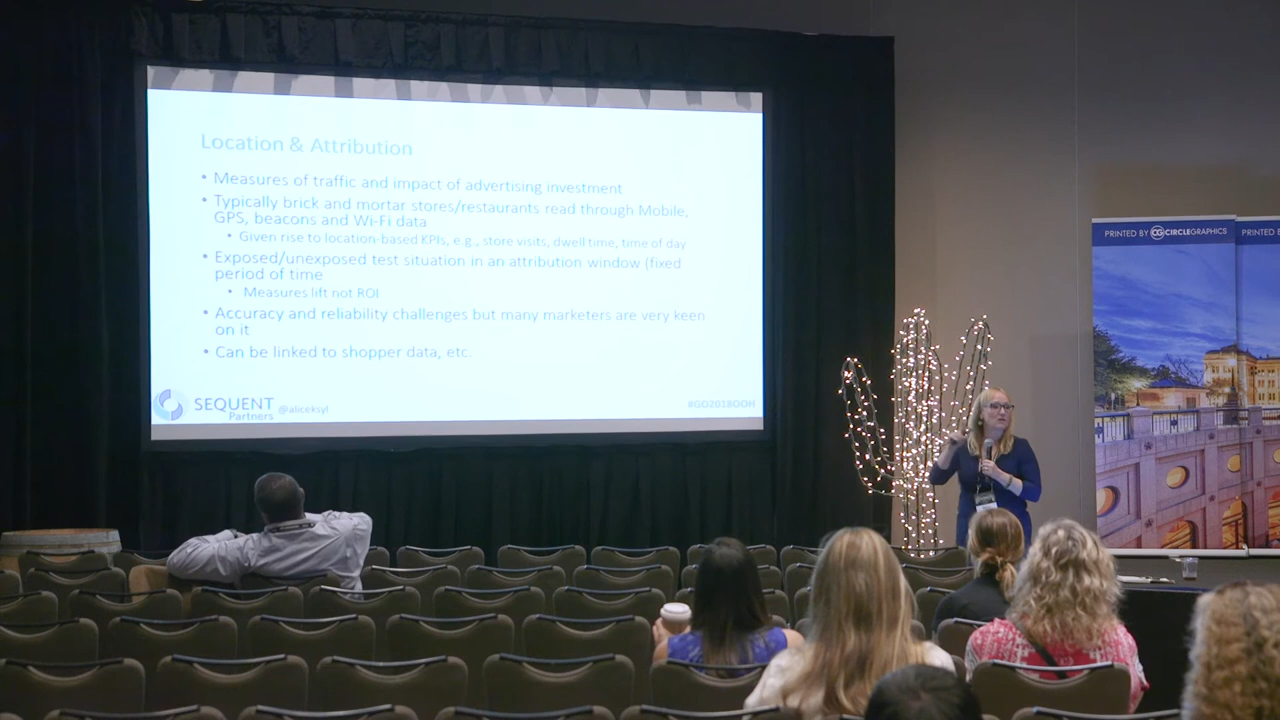 Location & Attribution
• Measures of traffic and impact of advertising investment
• Typically brick and mortar stores/restaurants read through Mobile,
GPS, beacons and Wi-Fi data
• Given rise to location-based KPIs, e.g., store visits, dwell time, time of day
• Exposed/unexposed test situation in an attribution window (fixed
period of time
• Measures lift not ROI
• Accuracy and reliability challenges but many marketers are very keen
on it
• Can be linked to shopper data, etc.
SEQUENT
Partners
@aliceksyl
#GO2018OOH
PRINTED BY CG CIRCLEGRAPHICS
PRINTED B